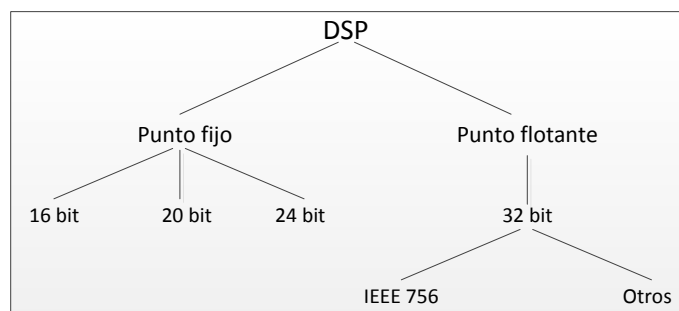 DSP
Punto fijo
Punto flotante
16 bit
20 bit
24 bit
32 bit
IEEE 756
Otros